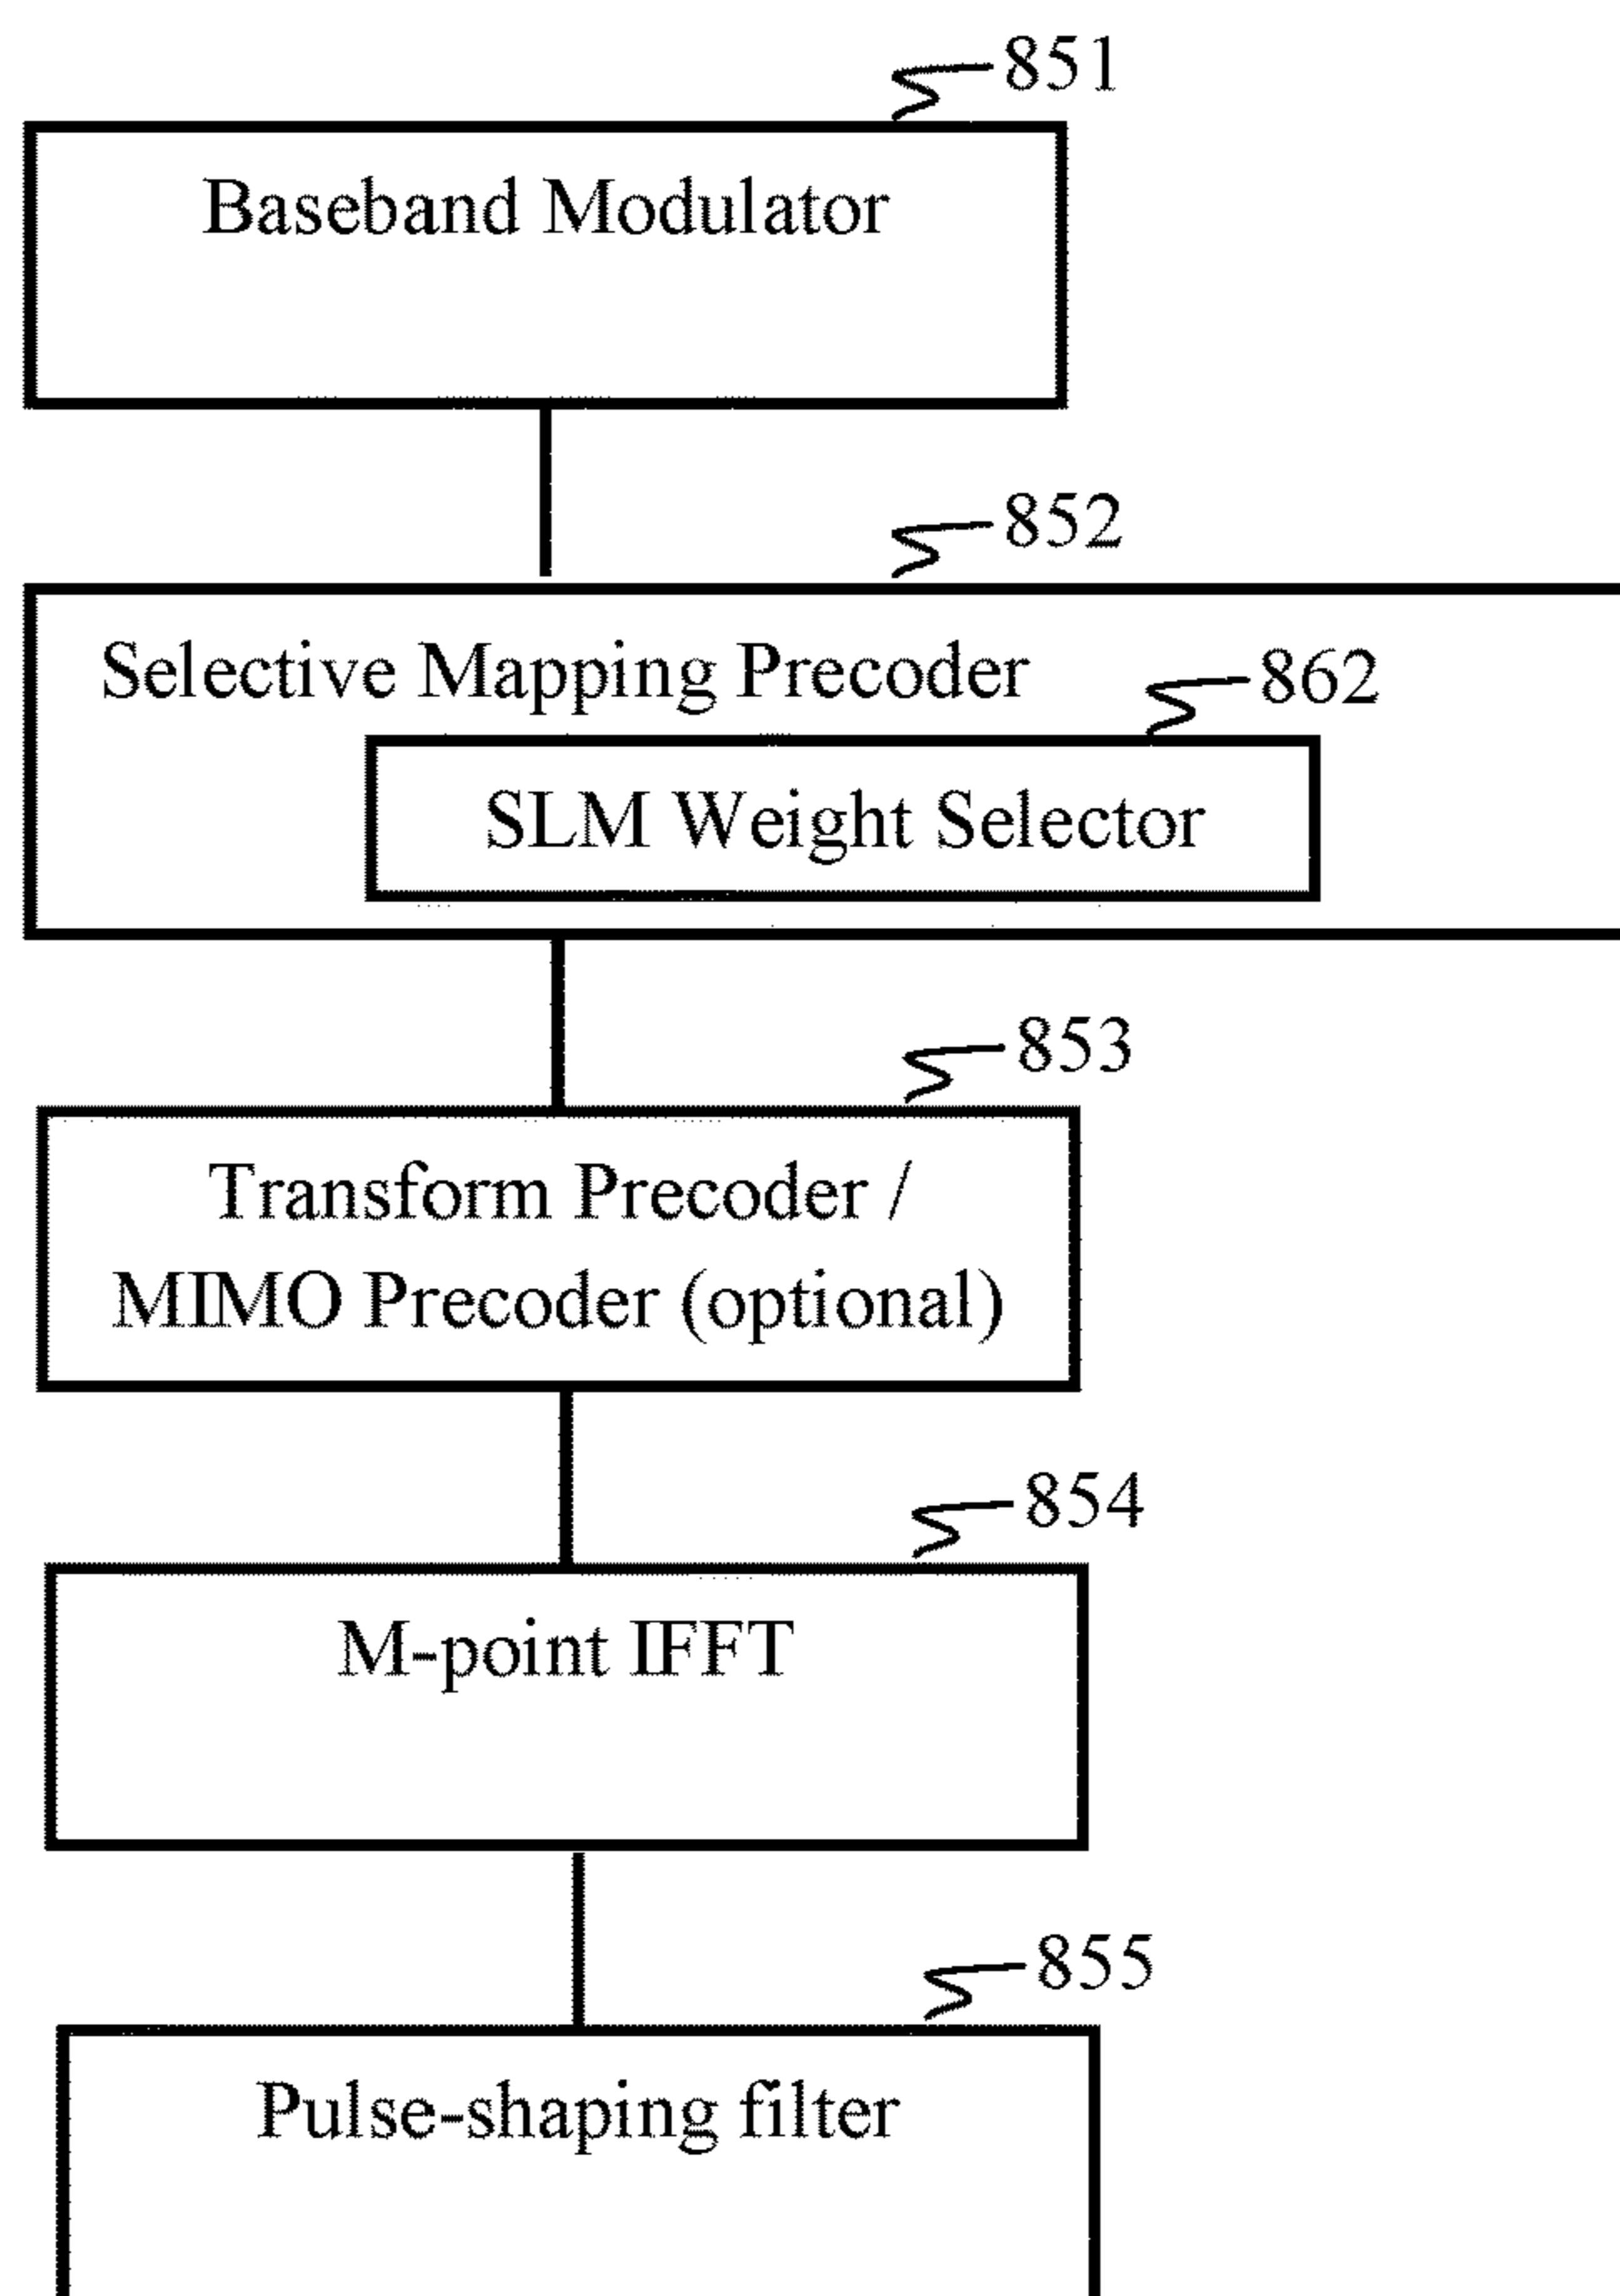 851
Baseband Modulator
852
Selective Mapping Precoder
862
SLM Weight Selector
853
Transform Precoder /
MIMO Precoder (optional)
854
M-point IFFT
855
Pulse-shaping filter